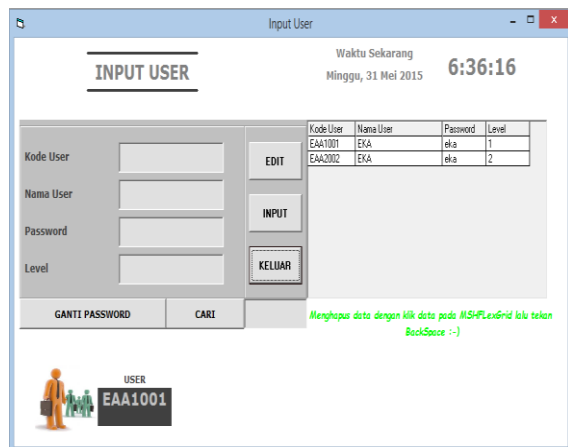 Input User
INPUT USER
Waktu Sekarang
Minggu, 31 Mei 2015
6:36:16
Kode User
Nama User
Password
Level
EDIT
INPUT
KELUAR
GANTI PASSWORD
CARI
Kode User Nama User Password Level
EAA1001 EKA eka 1
EAA2002 EKA eka 2
Menghapus data dengan klik data pada MSHFLexGrid lalu tekan
BackSpace :-)
USER
EAA1001